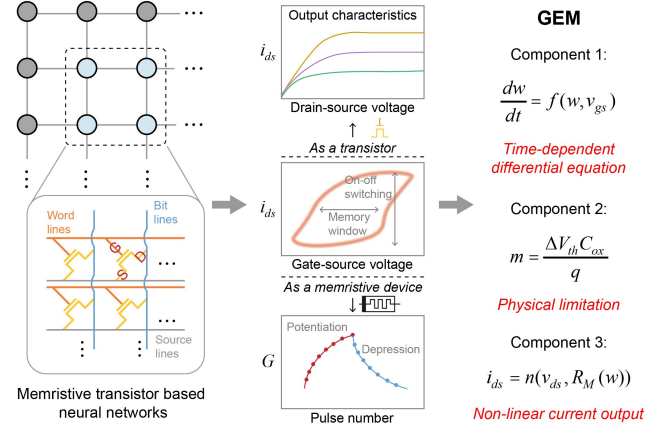 Word
lines
Bit
lines
G
D
S
Source
lines
Memristive transistor based
neural networks
Output characteristics
i_ds
Drain-source voltage
As a transistor
On-off
switching
Memory
window
i_ds
Gate-source voltage
As a memristive device
Potentiation
Depression
G
Pulse number
GEM
Component 1:
dw/dt = f(w, v_gs)
Time-dependent
differential equation
Component 2:
m = ΔV_th C_ox / q
Physical limitation
Component 3:
i_ds = n(v_ds, R_M(w))
Non-linear current output